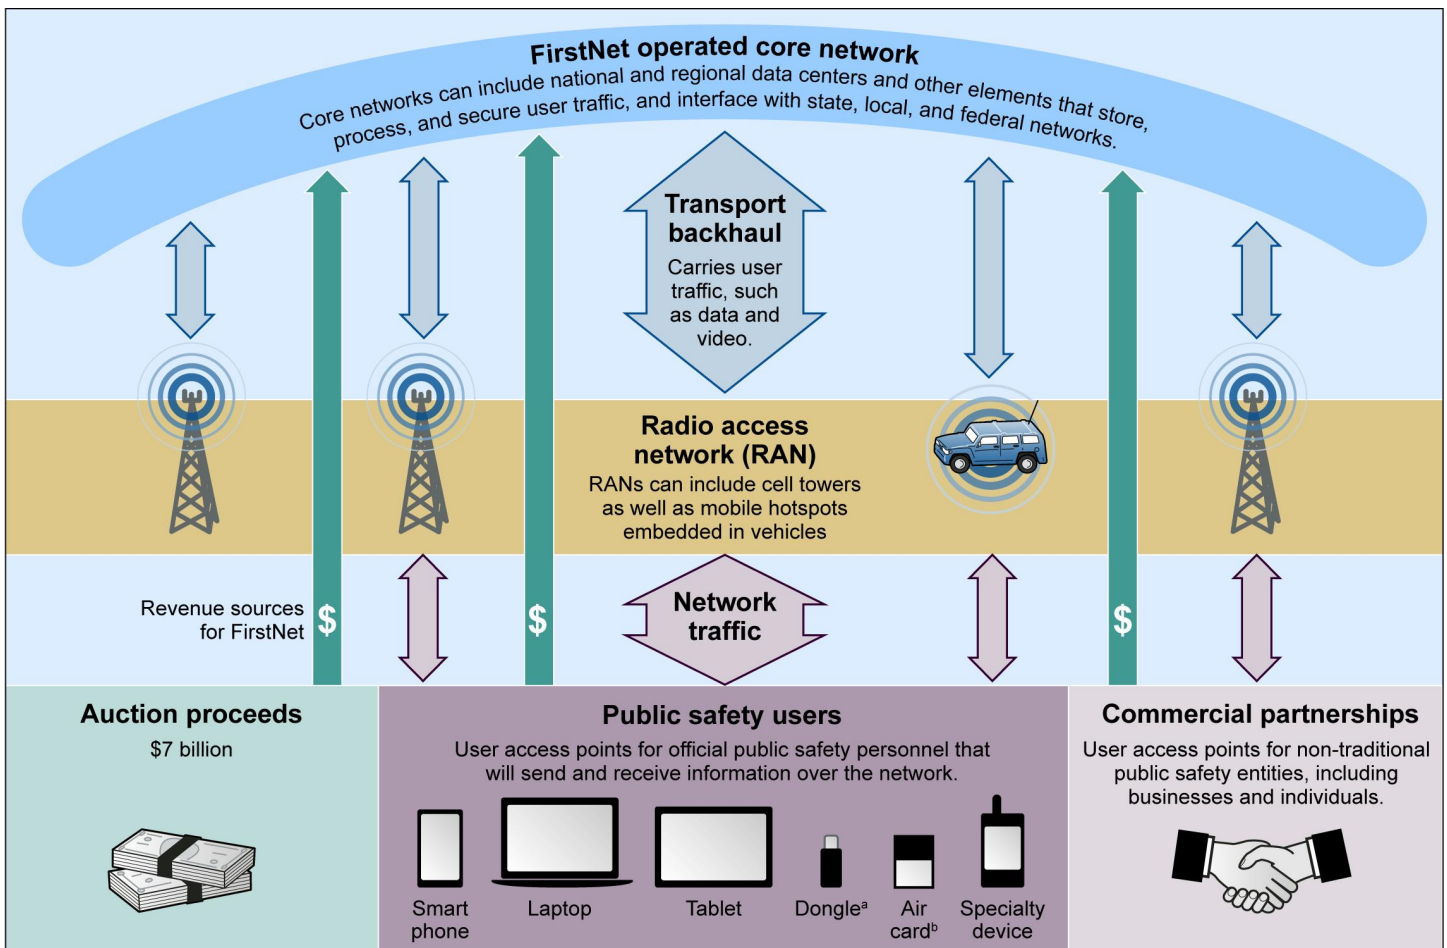 FirstNet operated core network
Core networks can include national and regional data centers and other elements that store,
process, and secure user traffic, and interface with state, local, and federal networks.
Transport
backhaul
Carries user
traffic, such
as data and
video.
Radio access
network (RAN)
RANs can include cell towers
as well as mobile hotspots
embedded in vehicles
Revenue sources
for FirstNet
$
$
$
Network
traffic
Auction proceeds
$7 billion
Public safety users
User access points for official public safety personnel that
will send and receive information over the network.
Smart
phone
Laptop
Tablet
Dongleᵃ
Air
cardᵇ
Specialty
device
Commercial partnerships
User access points for non-traditional
public safety entities, including
businesses and individuals.